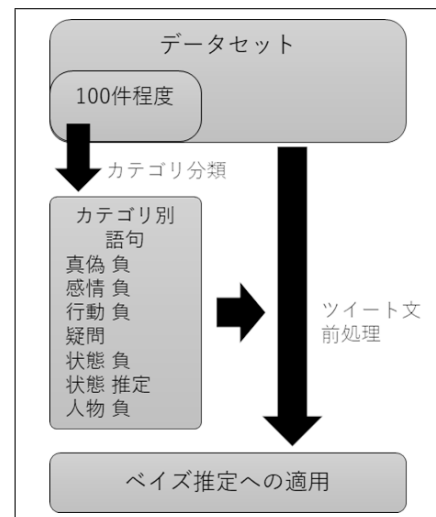 データセット
100件程度
カテゴリ分類
カテゴリ別
語句
真偽 負
感情 負
行動 負
疑問
状態 負
状態 推定
人物 負
ツイート文
前処理
ベイズ推定への適用